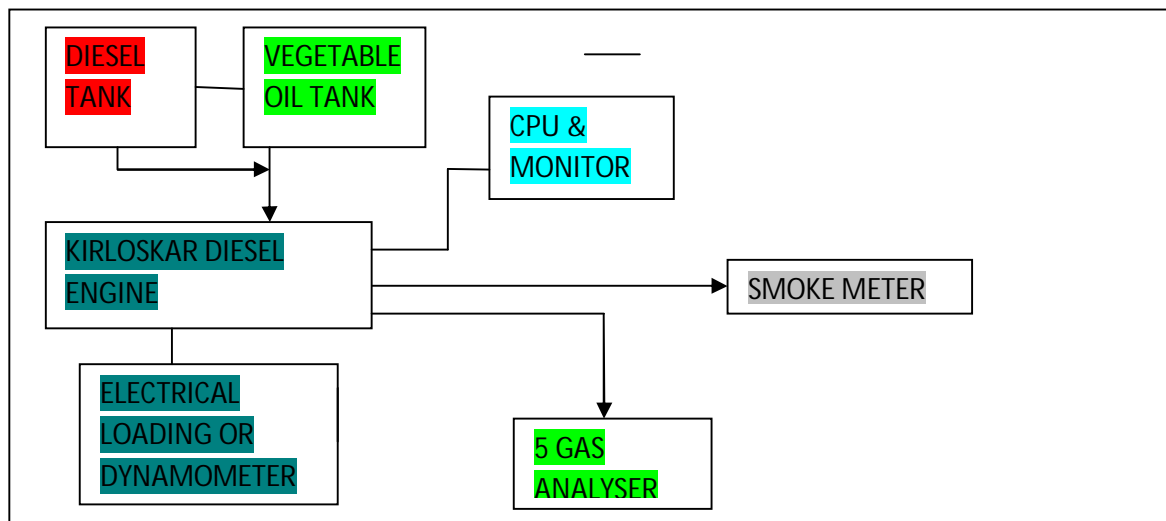 DIESEL
TANK
VEGETABLE
OIL TANK
CPU &
MONITOR
KIRLOSKAR DIESEL
ENGINE
SMOKE METER
ELECTRICAL
LOADING OR
DYNAMOMETER
5 GAS
ANALYSER